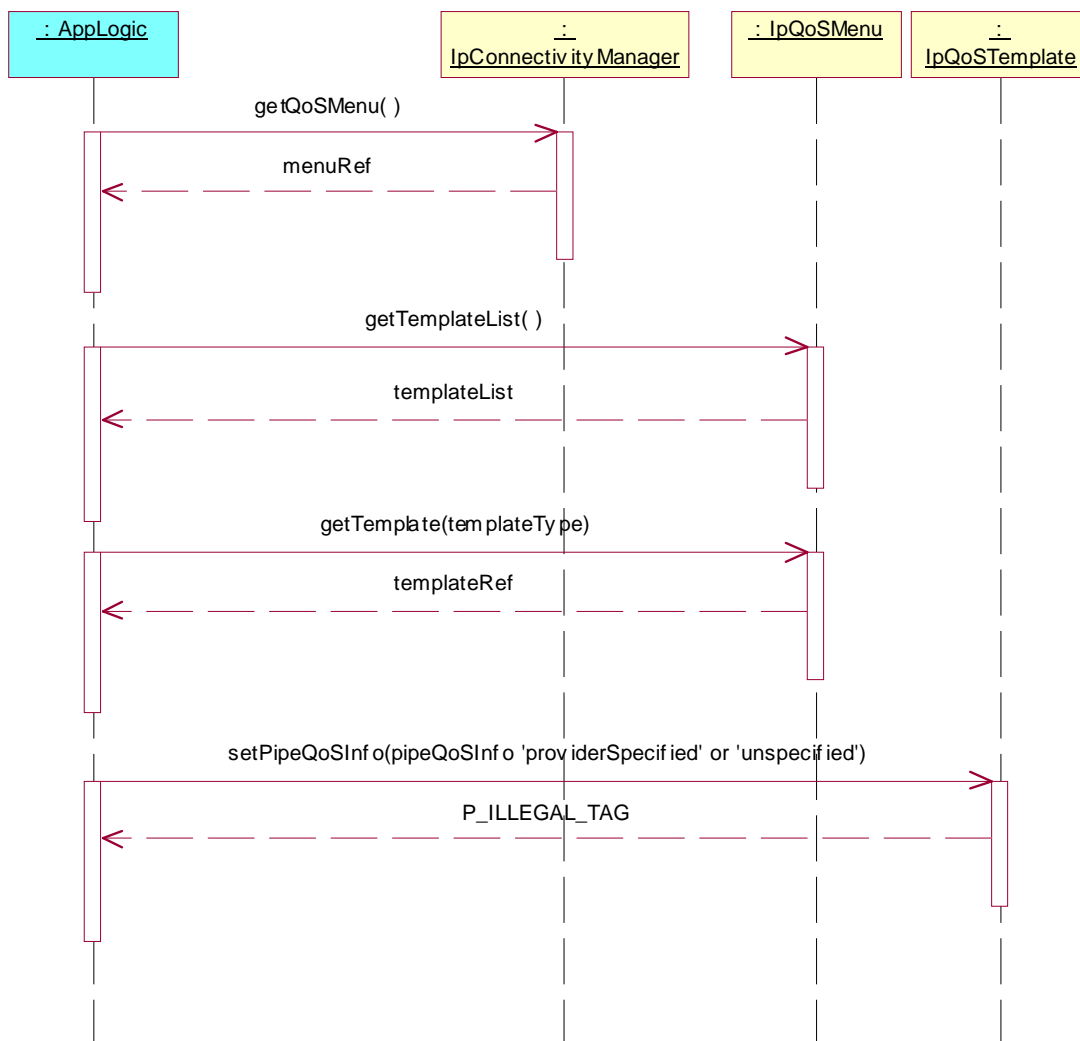 : AppLogic
:
IpConnectivityManager
: IpQoSMenu
:
IpQoSTemplate
getQoSMenu( )
menuRef
getTemplateList( )
templateList
getTemplate(templateType)
templateRef
setPipeQoSInfo(pipeQoSInfo 'providerSpecified' or 'unspecified')
P_ILLEGAL_TAG